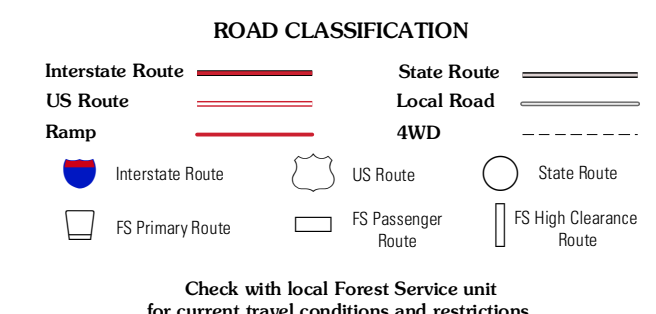 ROAD CLASSIFICATION
Interstate Route
State Route
US Route
Local Road
Ramp
4WD
Interstate Route
US Route
State Route
FS Primary Route
FS Passenger
Route
FS High Clearance
Route
Check with local Forest Service unit
for current travel conditions and restrictions